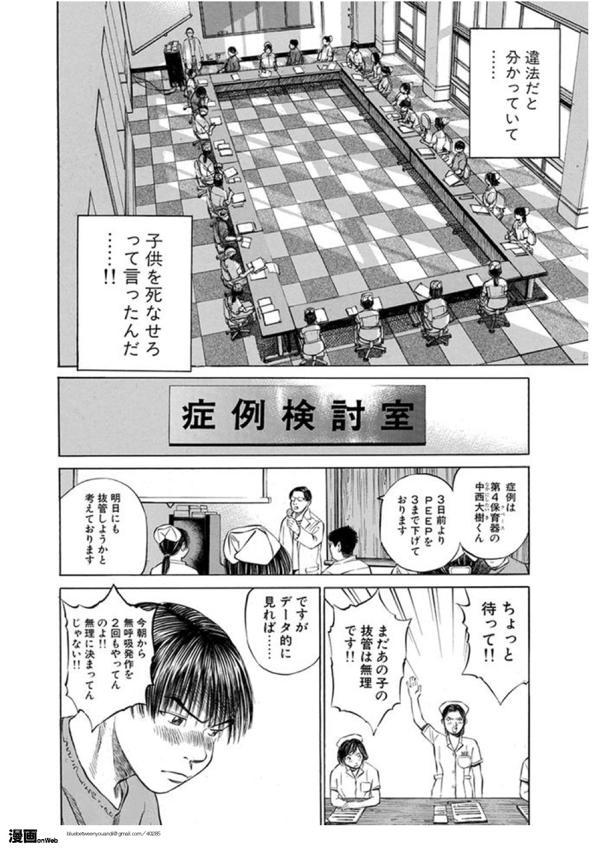 違法だと
分かっていて
……
子供を死なせろ
って言ったんだ
……!!
症例検討室
症例は
第4保育器の
中西大樹くん
3日前より
PEEPを
3まで下げて
おります
明日にも
抜管しようかと
考えております
ちょっと
待って!!
まだあの子の
抜管は無理
です!!
ですが
データ的に
見れば……
今朝から
無呼吸発作を
2回もやってん
のよ!!
無理に決まってん
じゃない!!
漫画 on Web
bluebetweenyouandi@gmail.com/40285